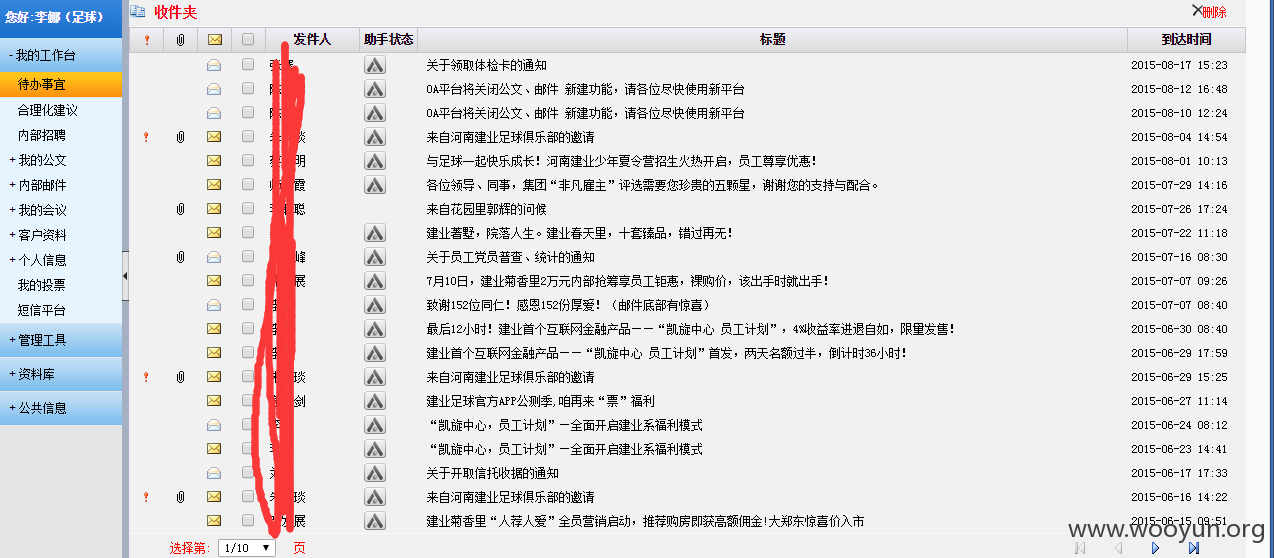 您好:李娜（足球）
收件夹
删除
发件人 助手状态 标题 到达时间
-我的工作台
待办事宜
合理化建议
内部招聘
+我的公文
+内部邮件
+我的会议
+客户资料
+个人信息
我的投票
短信平台
+管理工具
+资料库
+公共信息
关于领取体检卡的通知 2015-08-17 15:23
OA平台将关闭公文、邮件 新建功能，请各位尽快使用新平台 2015-08-12 16:48
OA平台将关闭公文、邮件 新建功能，请各位尽快使用新平台 2015-08-10 12:24
琰 来自河南建业足球俱乐部的邀请 2015-08-04 14:54
明 与足球一起快乐成长！河南建业少年夏令营招生火热开启，员工尊享优惠！ 2015-08-01 10:13
霞 各位领导、同事，集团“非凡雇主”评选需要您珍贵的五颗星，谢谢您的支持与配合。 2015-07-29 14:16
聪 来自花园里郭辉的问候 2015-07-26 17:24
建业著墅，院落人生。建业春天里，十套臻品，错过再无！ 2015-07-22 11:18
峰 关于员工党员普查、统计的通知 2015-07-16 08:30
展 7月10日，建业菊香里2万元内部抢筹享员工钜惠，裸购价，该出手时就出手！ 2015-07-07 09:26
致谢152位同仁！感恩152份厚爱！（邮件底部有惊喜） 2015-07-07 08:40
最后12小时！建业首个互联网金融产品——“凯旋中心 员工计划”，4%收益率进退自如，限量发售！ 2015-06-30 08:40
建业首个互联网金融产品——“凯旋中心 员工计划”首发，两天名额过半，倒计时36小时！ 2015-06-29 17:59
琰 来自河南建业足球俱乐部的邀请 2015-06-29 15:25
剑 建业足球官方APP公测季,咱再来“票”福利 2015-06-27 11:14
“凯旋中心，员工计划”—全面开启建业系福利模式 2015-06-24 08:12
“凯旋中心，员工计划”—全面开启建业系福利模式 2015-06-23 14:41
关于开取信托收据的通知 2015-06-17 17:33
琰 来自河南建业足球俱乐部的邀请 2015-06-16 14:22
展 建业菊香里“人荐人爱”全员营销启动，推荐购房即获高额佣金!大郑东惊喜价入市 2015-06-15 09:51
www.wooyun.org
选择第: 1/10 页